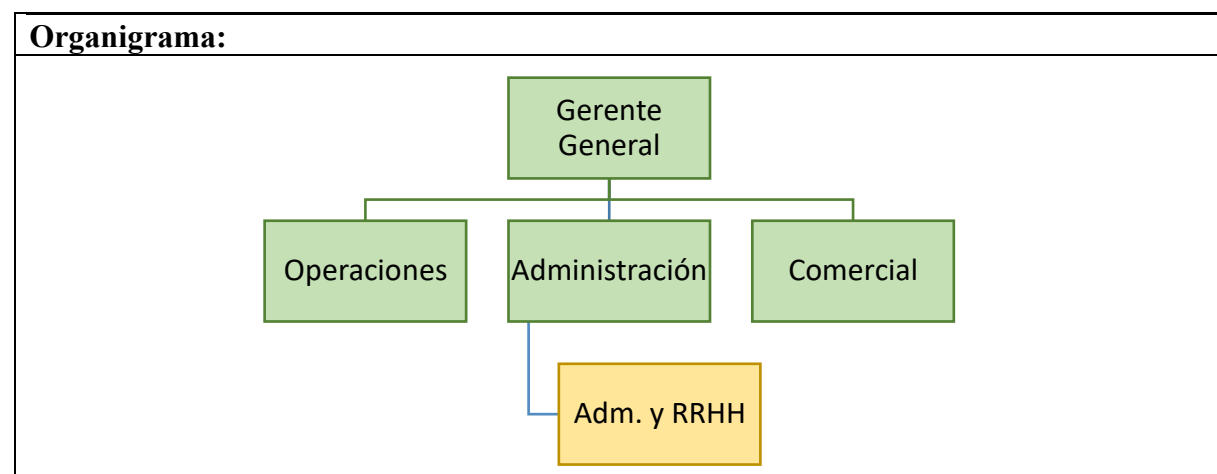 Organigrama:
Gerente
General
Operaciones
Administración
Comercial
Adm. y RRHH